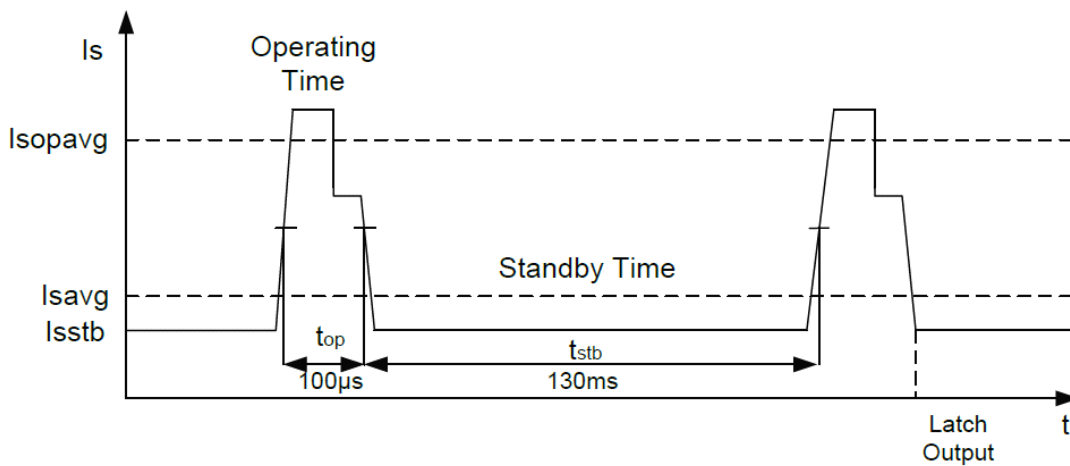 Is
Operating
Time
Isopavg
Standby Time
Isavg
Isstb
top
tstb
100µs
130ms
Latch
Output
t